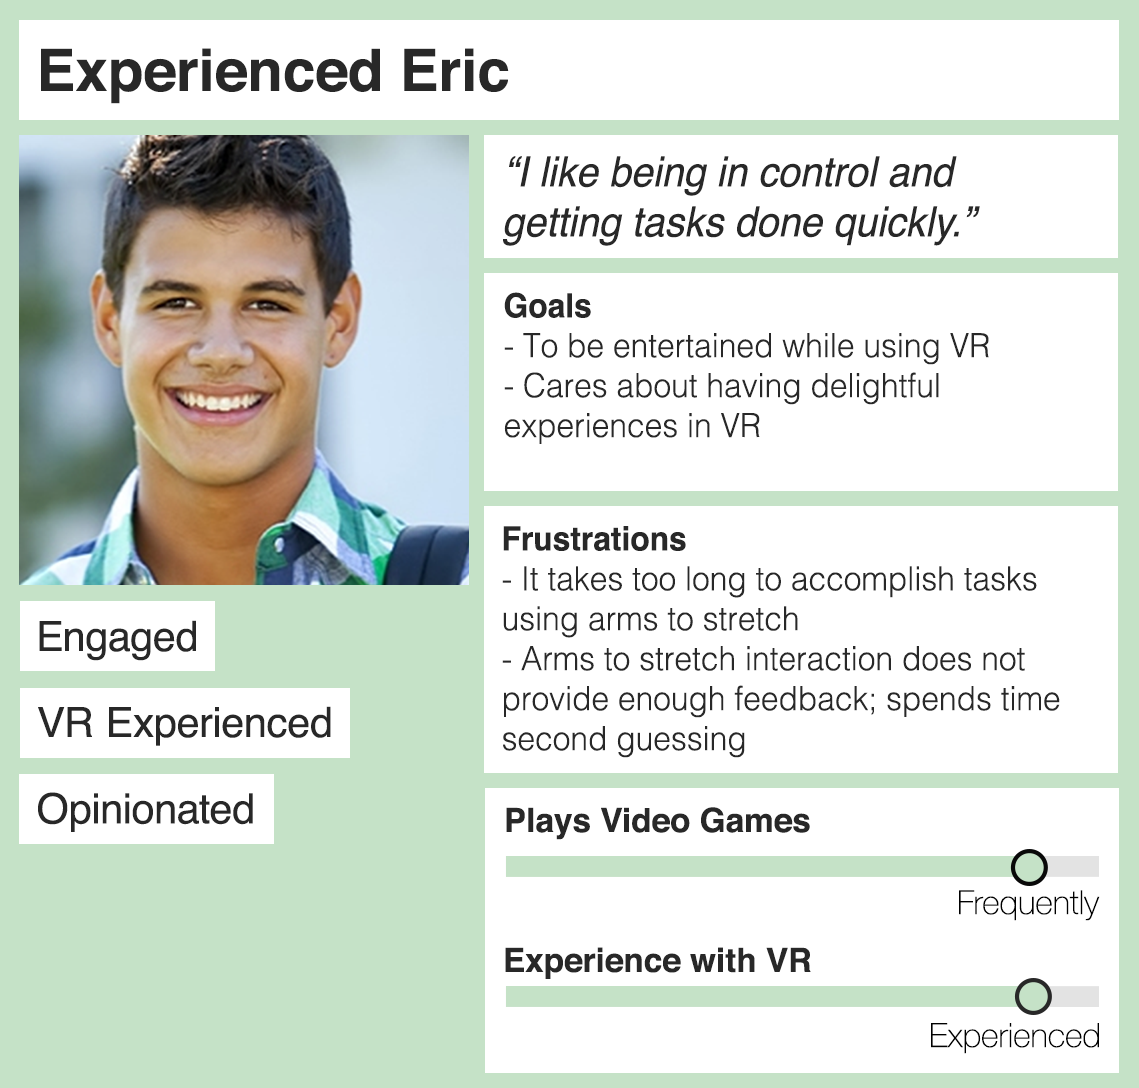 Experienced Eric
“I like being in control and
getting tasks done quickly.”
Goals
- To be entertained while using VR
- Cares about having delightful
experiences in VR
Frustrations
- It takes too long to accomplish tasks
using arms to stretch
- Arms to stretch interaction does not
provide enough feedback; spends time
second guessing
Engaged
VR Experienced
Opinionated
Plays Video Games
Frequently
Experience with VR
Experienced